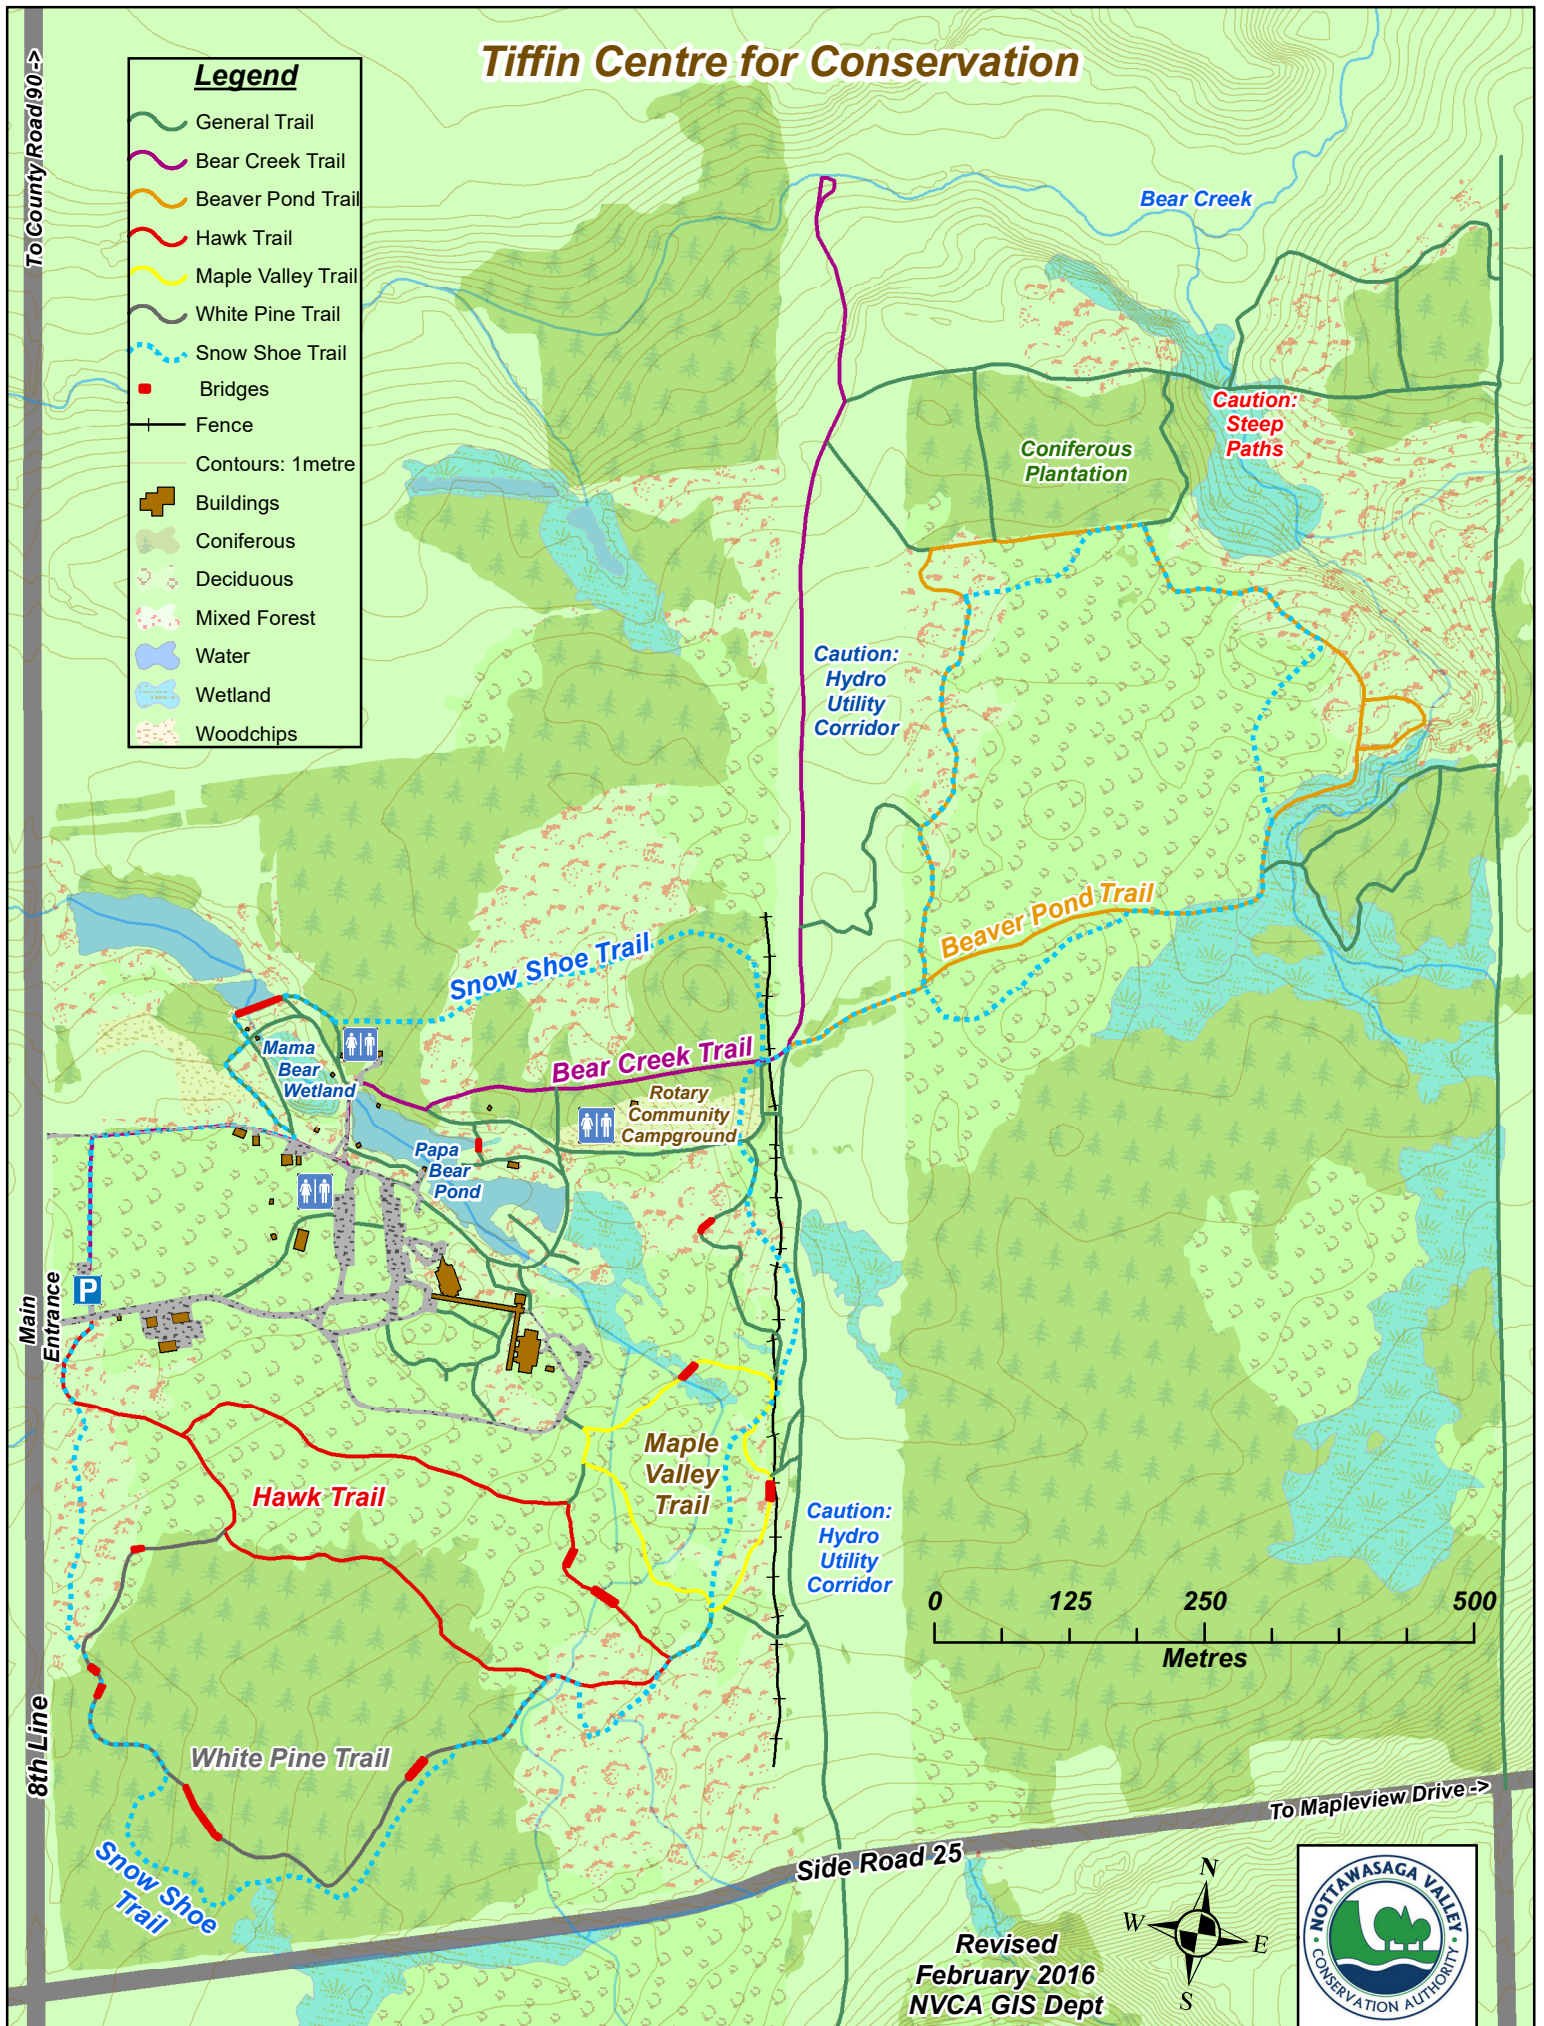 Tiffin Centre for Conservation
To County Road 90 ->
Legend
General Trail
Bear Creek Trail
Beaver Pond Trail
Hawk Trail
Maple Valley Trail
White Pine Trail
Snow Shoe Trail
Bridges
Fence
Contours: 1metre
Buildings
Coniferous
Deciduous
Mixed Forest
Water
Wetland
Woodchips
Bear Creek
Caution:
Steep
Paths
Coniferous
Plantation
Caution:
Hydro
Utility
Corridor
Beaver Pond Trail
Snow Shoe Trail
Bear Creek Trail
Mama
Bear
Wetland
Rotary
Community
Campground
Papa
Bear
Pond
P
Main
Entrance
Maple
Valley
Trail
Hawk Trail
Caution:
Hydro
Utility
Corridor
0 125 250 500
Metres
8th Line
White Pine Trail
Snow Shoe
Trail
To Mapleview Drive ->
Side Road 25
N
W E
S
Revised
February 2016
NVCA GIS Dept
NOTTAWASAGA VALLEY
CONSERVATION AUTHORITY